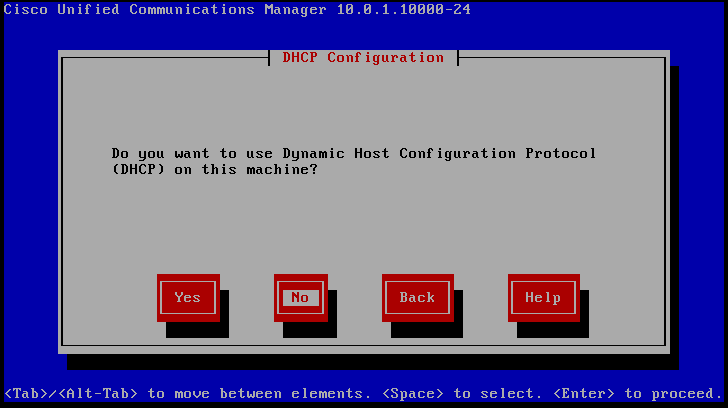 Cisco Unified Communications Manager 10.0.1.10000-24
DHCP Configuration
Do you want to use Dynamic Host Configuration Protocol
(DHCP) on this machine?
Yes No Back Help
<Tab>/<Alt-Tab> to move between elements. <Space> to select. <Enter> to proceed.